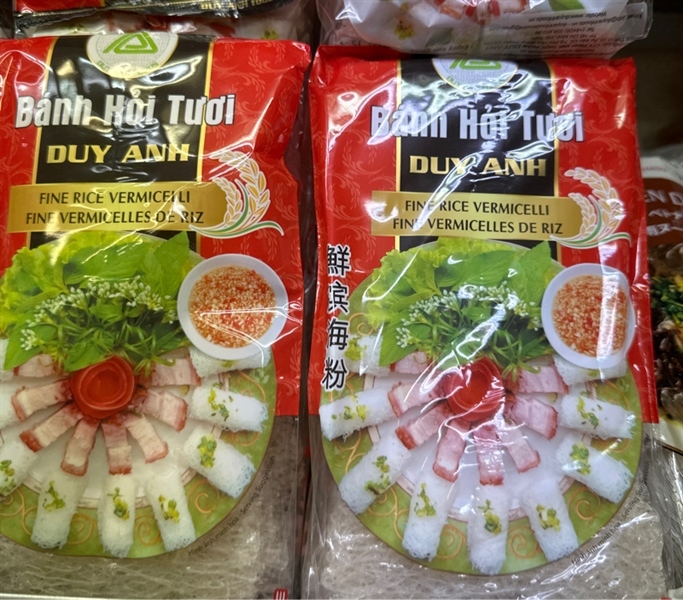 Bánh Hỏi Tươi
DUY ANH
FINE RICE VERMICELLI
FINE VERMICELLES DE RIZ
Bánh Hỏi Tươi
DUY ANH
FINE RICE VERMICELLI
FINE VERMICELLES DE RIZ
鮮滨海粉